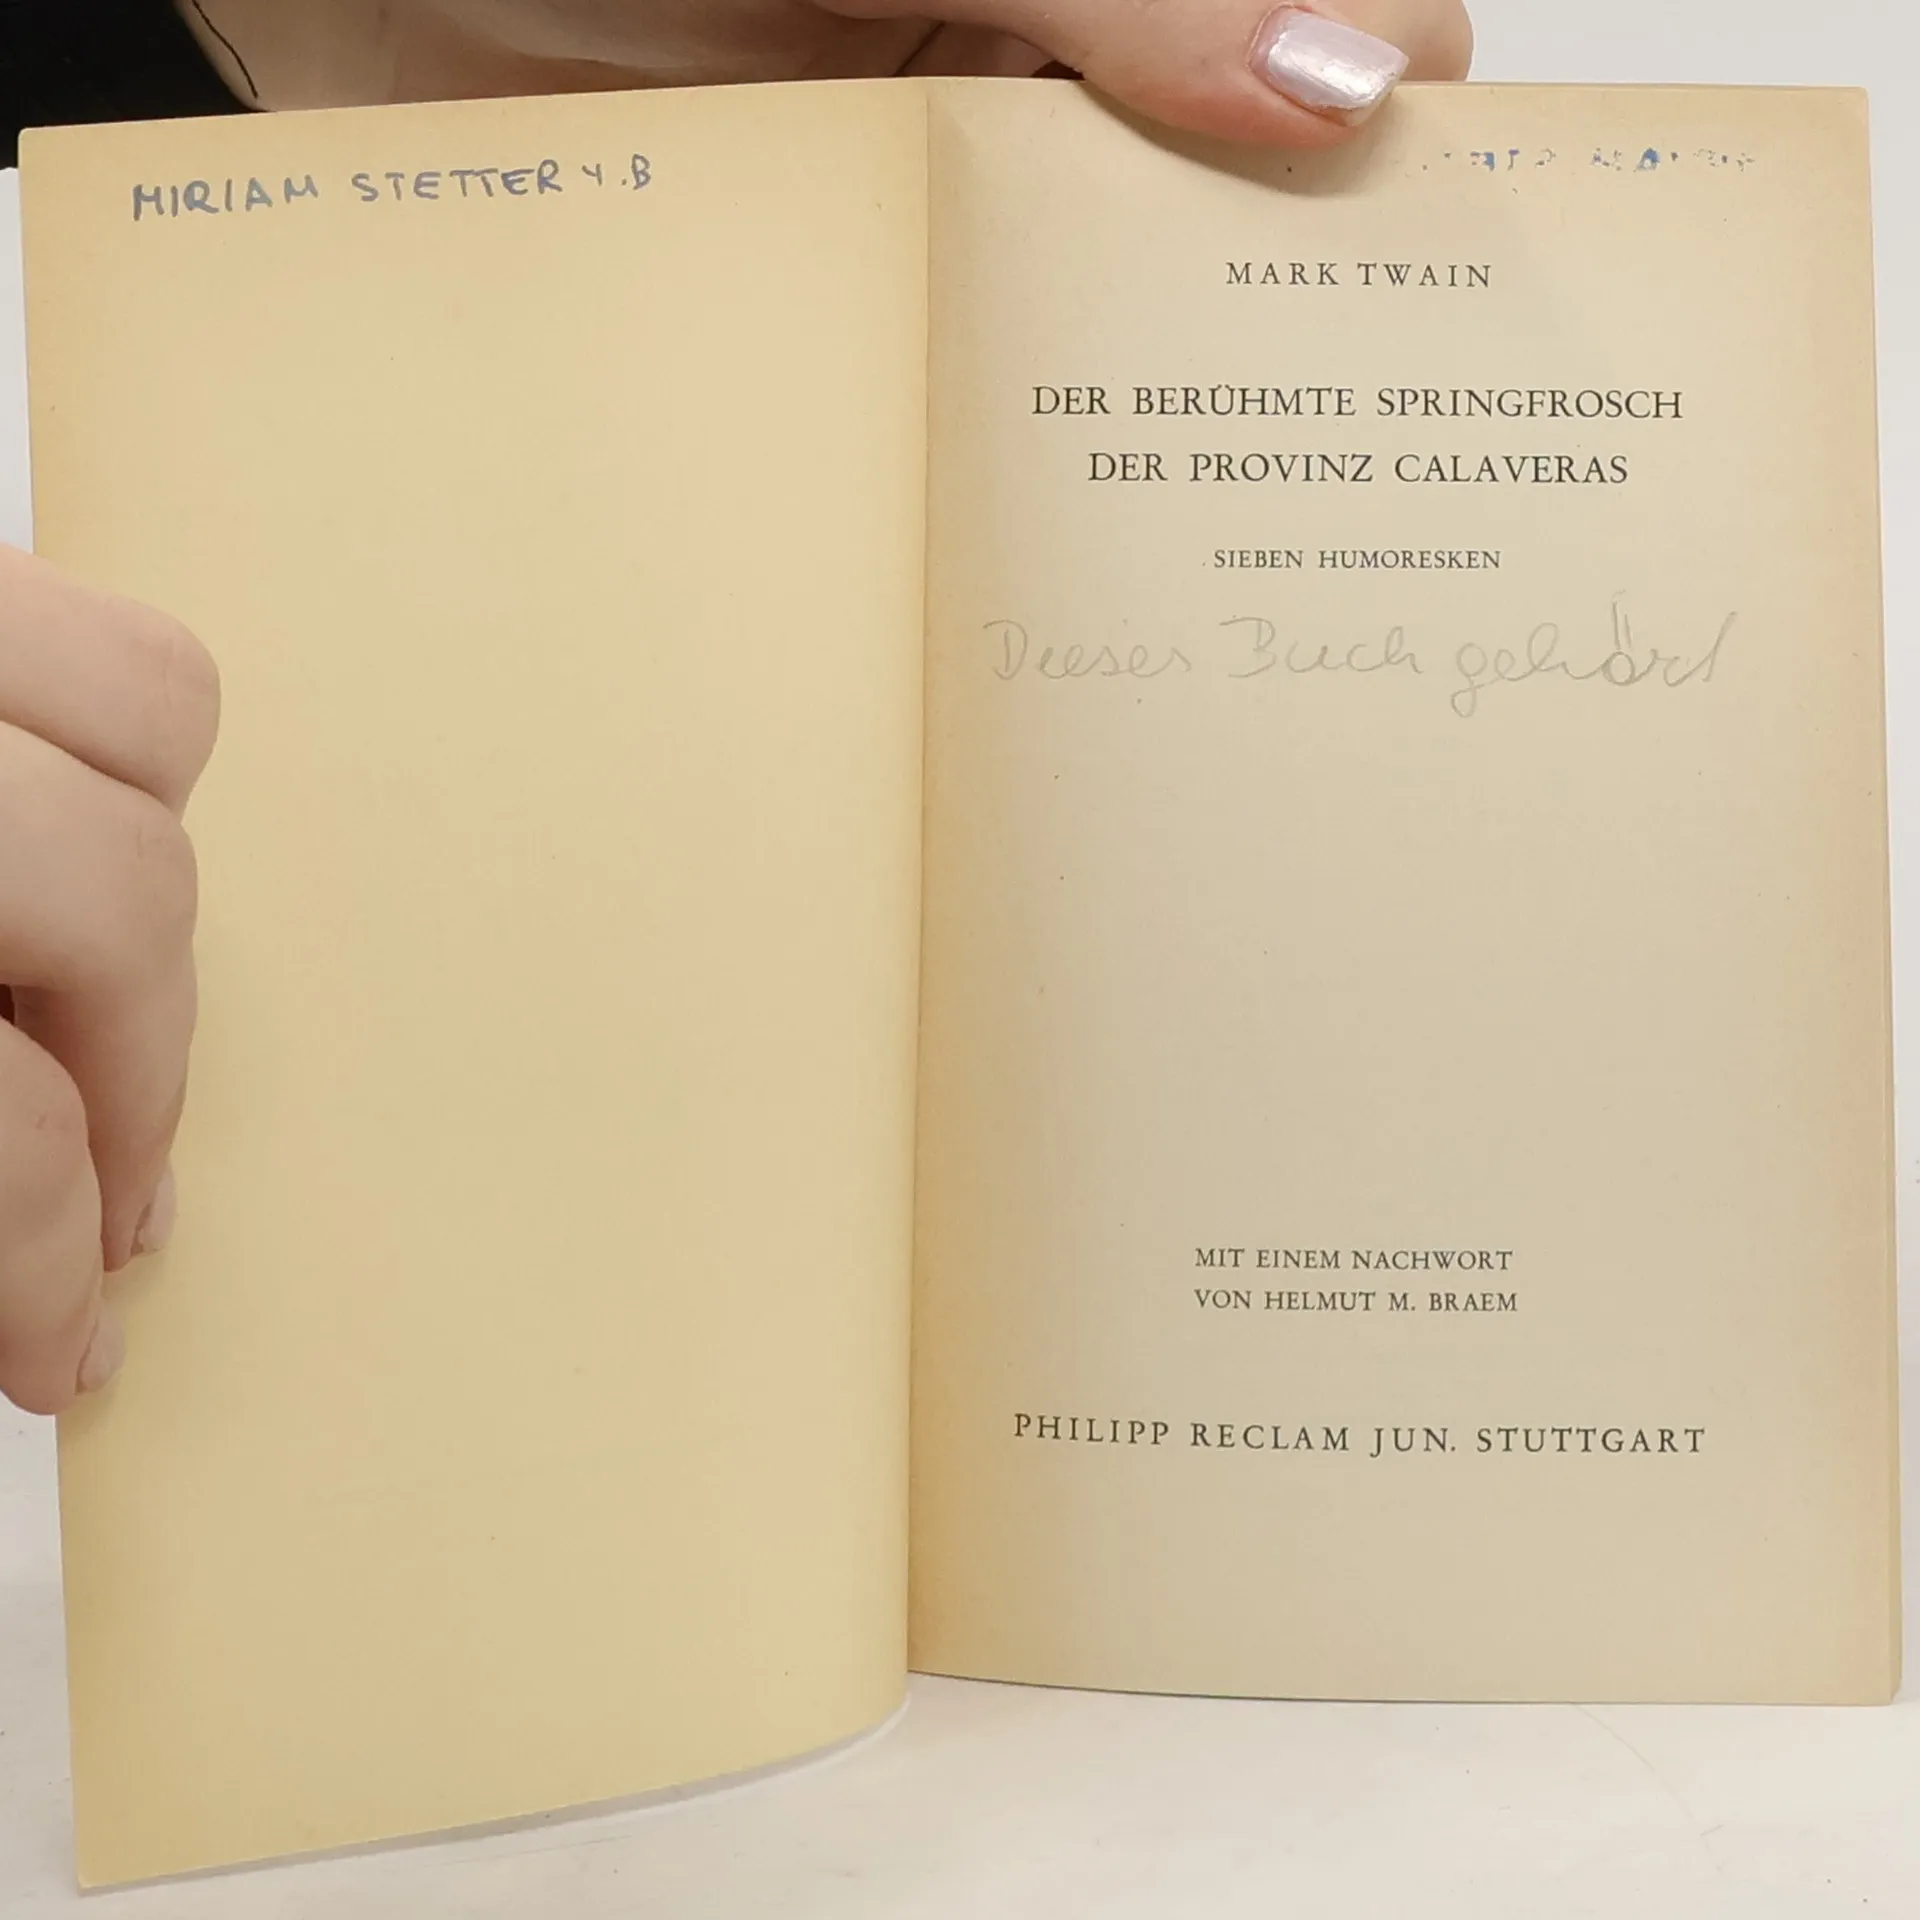 MIRIAM STETTER 4.B
MARK TWAIN
DER BERÜHMTE SPRINGFROSCH
DER PROVINZ CALAVERAS
SIEBEN HUMORESKEN
Dieses Buch gehört
MIT EINEM NACHWORT
VON HELMUT M. BRAEM
PHILIPP RECLAM JUN. STUTTGART